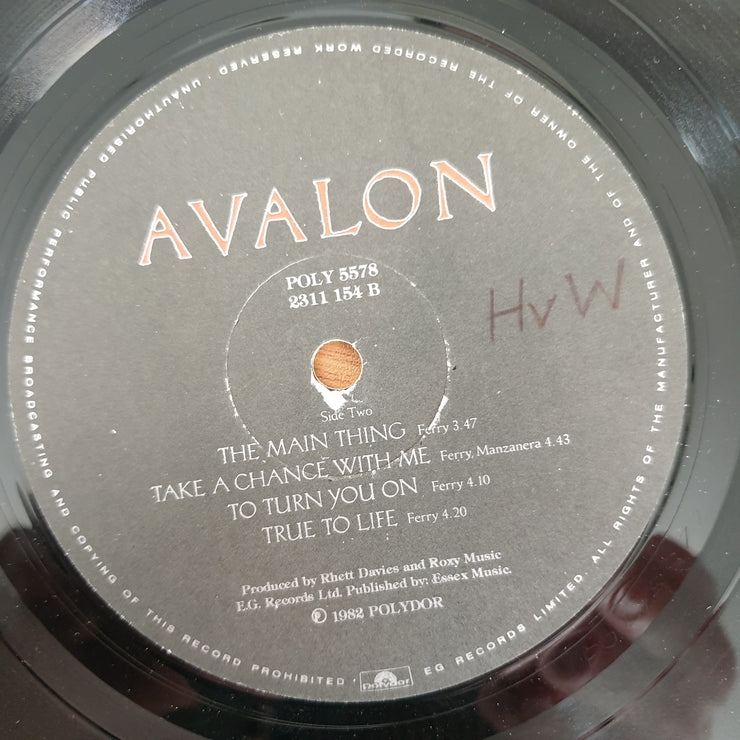 AVALON
POLY 5578
2311 154 B
HvW
Side Two
THE MAIN THING Ferry 3.47
TAKE A CHANCE WITH ME Ferry, Manzanera 4.43
TO TURN YOU ON Ferry 4.10
TRUE TO LIFE Ferry 4.20
Produced by Rhett Davies and Roxy Music
E.G. Records Ltd. Published by: Essex Music.
℗ 1982 POLYDOR
Polydor
EG RECORDS LIMITED. ALL RIGHTS OF THE MANUFACTURER AND OF THE OWNER OF THE RECORDED WORK RESERVED · UNAUTHORISED PUBLIC PERFORMANCE BROADCASTING AND COPYING OF THIS RECORD PROHIBITED ·